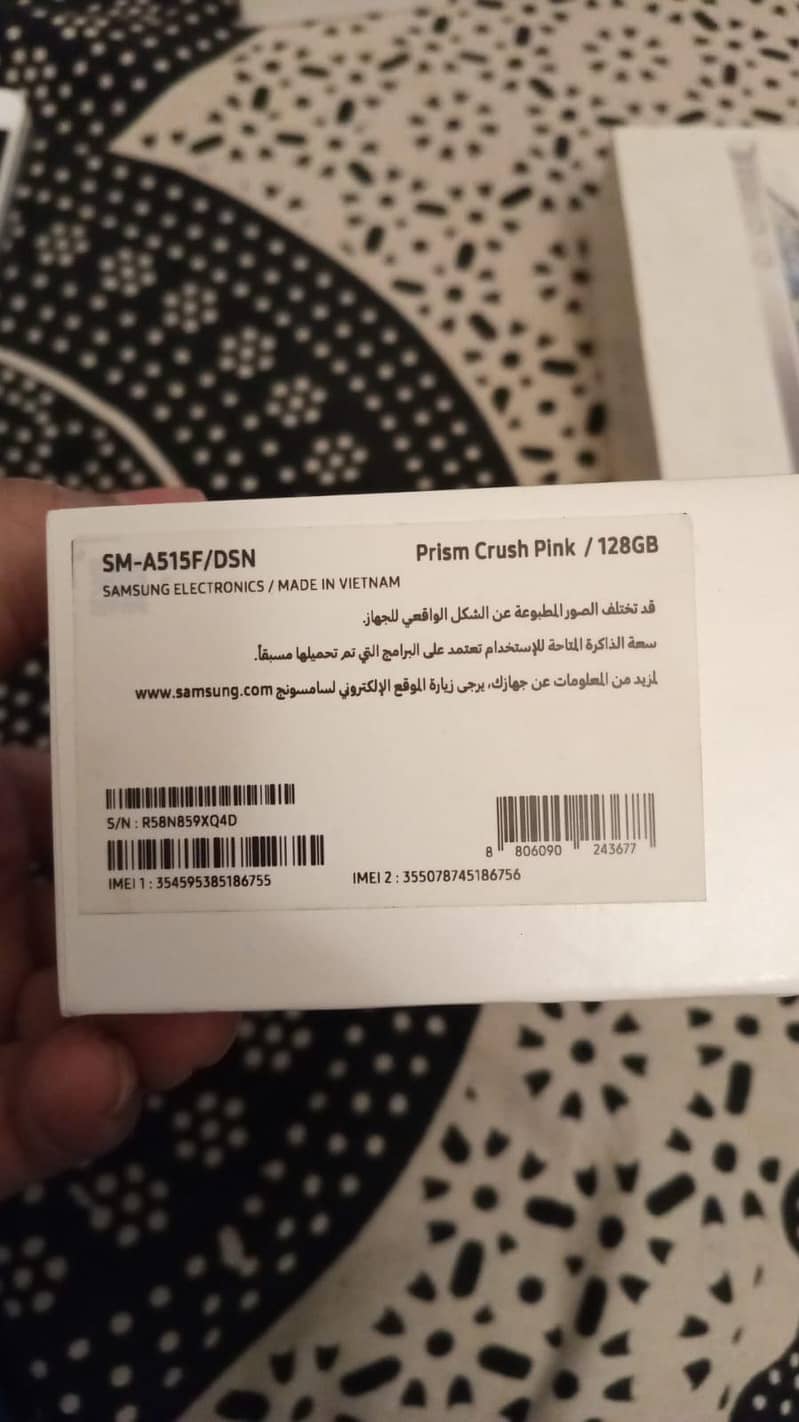 SM-A515F/DSN
Prism Crush Pink / 128GB
SAMSUNG ELECTRONICS / MADE IN VIETNAM
قد تختلف الصور المطبوعة عن الشكل الواقعي للجهاز.
سعة الذاكرة المتاحة للإستخدام تعتمد على البرامج التي تم تحميلها مسبقاً.
لمزيد من المعلومات عن جهازك، يرجى زيارة الموقع الإلكتروني لسامسونج www.samsung.com
S/N : R58N859XQ4D
8 806090 243677
IMEI 1 : 354595385186755
IMEI 2 : 355078745186756